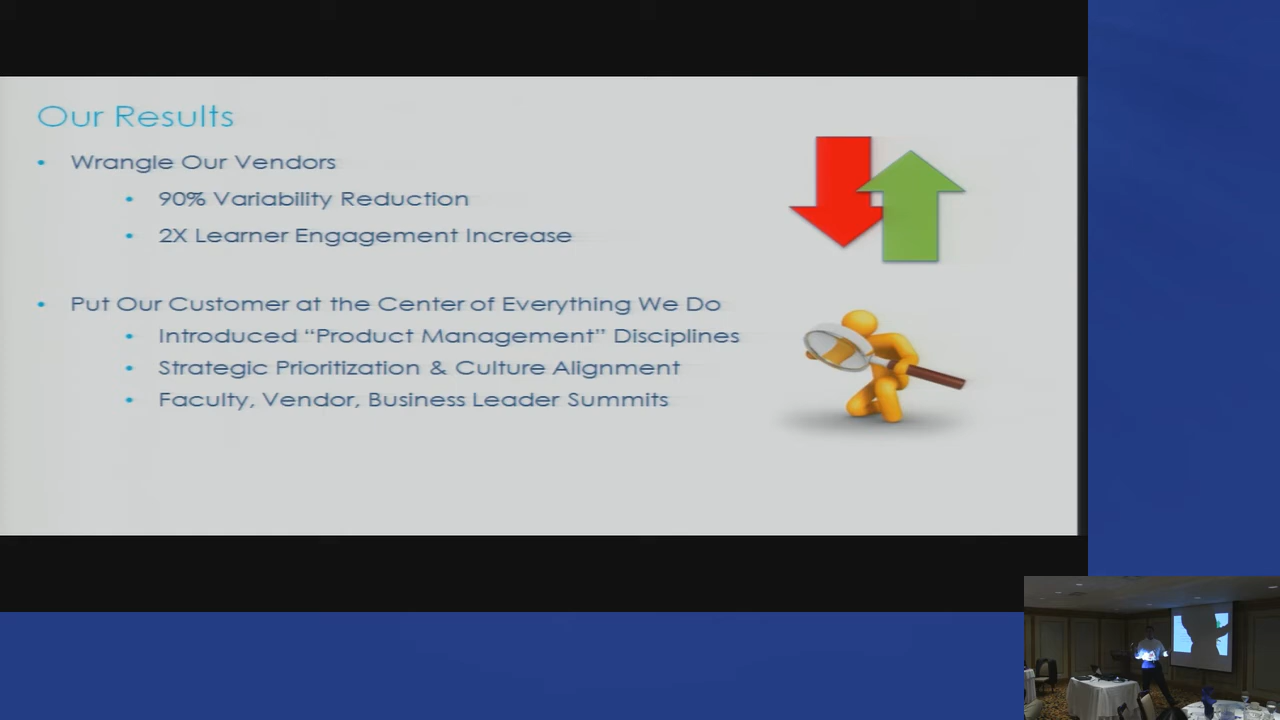 Our Results
• Wrangle Our Vendors
• 90% Variability Reduction
• 2X Learner Engagement Increase
• Put Our Customer at the Center of Everything We Do
• Introduced “Product Management” Disciplines
• Strategic Prioritization & Culture Alignment
• Faculty, Vendor, Business Leader Summits